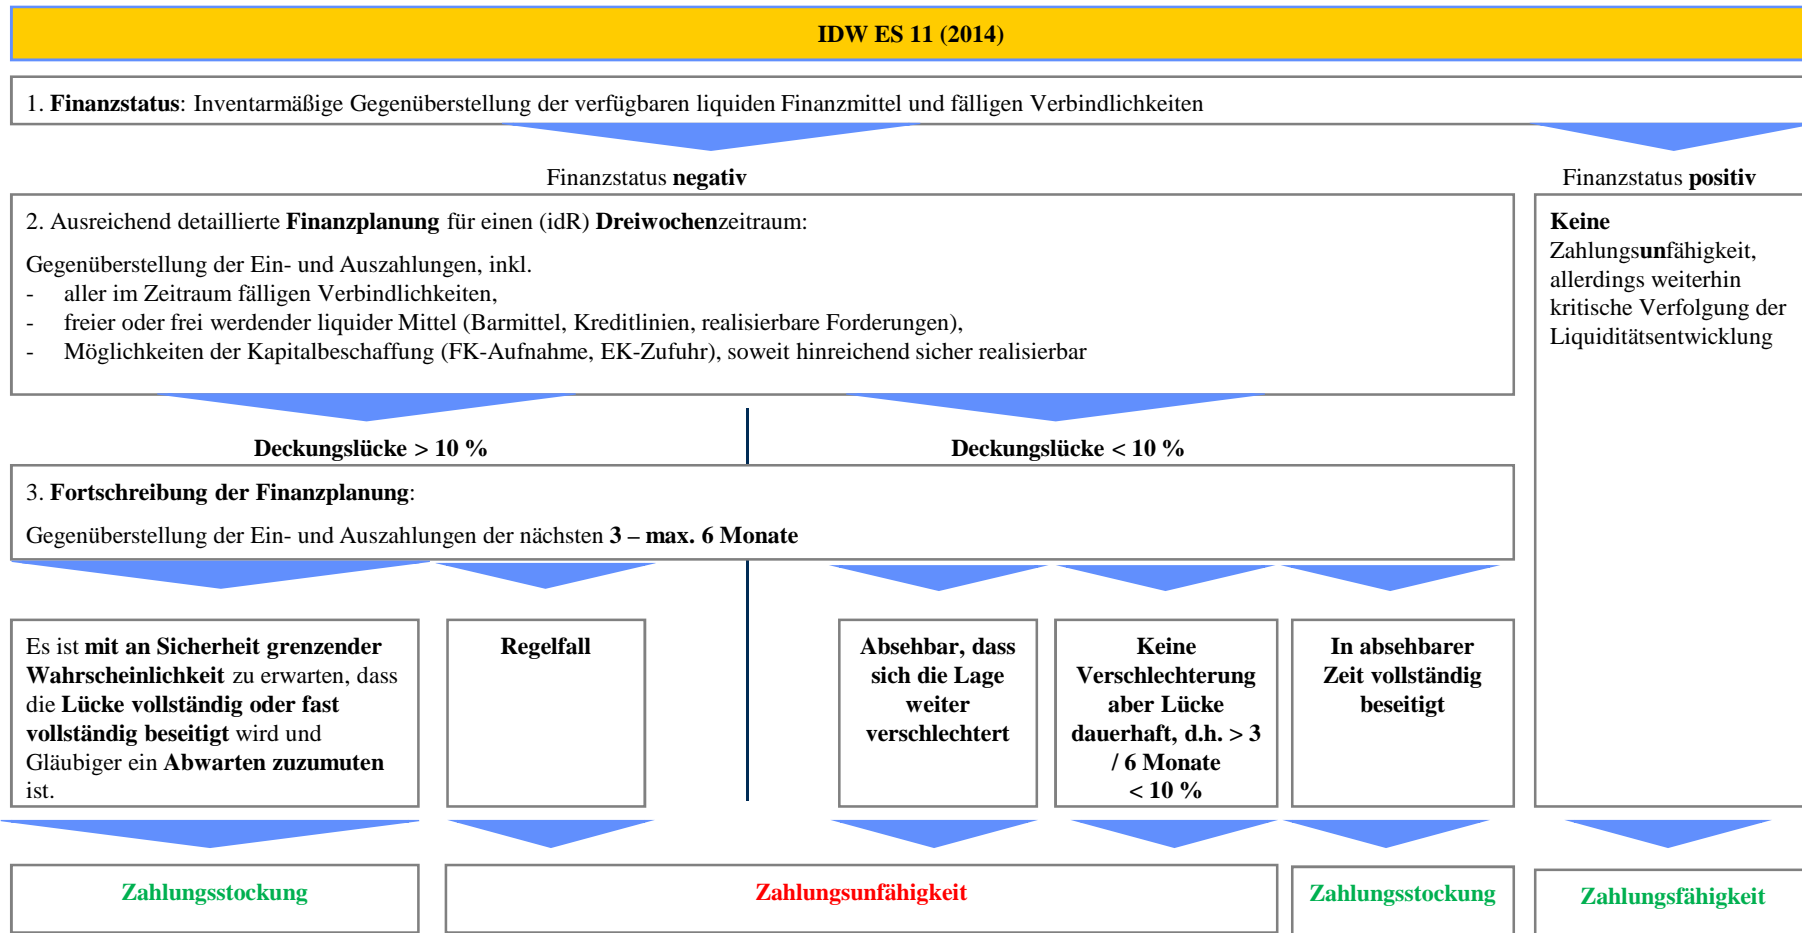 IDW ES 11 (2014)
1. Finanzstatus: Inventarmäßige Gegenüberstellung der verfügbaren liquiden Finanzmittel und fälligen Verbindlichkeiten
Finanzstatus negativ
Finanzstatus positiv
2. Ausreichend detaillierte Finanzplanung für einen (idR) Dreiwochenzeitraum:
Gegenüberstellung der Ein- und Auszahlungen, inkl.
- aller im Zeitraum fälligen Verbindlichkeiten,
- freier oder frei werdender liquider Mittel (Barmittel, Kreditlinien, realisierbare Forderungen),
- Möglichkeiten der Kapitalbeschaffung (FK-Aufnahme, EK-Zufuhr), soweit hinreichend sicher realisierbar
Keine
Zahlungsunfähigkeit,
allerdings weiterhin
kritische Verfolgung der
Liquiditätsentwicklung
Deckungslücke > 10 %
Deckungslücke < 10 %
3. Fortschreibung der Finanzplanung:
Gegenüberstellung der Ein- und Auszahlungen der nächsten 3 – max. 6 Monate
Es ist mit an Sicherheit grenzender
Wahrscheinlichkeit zu erwarten, dass
die Lücke vollständig oder fast
vollständig beseitigt wird und
Gläubiger ein Abwarten zuzumuten
ist.
Regelfall
Absehbar, dass
sich die Lage
weiter
verschlechtert
Keine
Verschlechterung
aber Lücke
dauerhaft, d.h. > 3
/ 6 Monate
< 10 %
In absehbarer
Zeit vollständig
beseitigt
Zahlungsstockung
Zahlungsunfähigkeit
Zahlungsstockung
Zahlungsfähigkeit